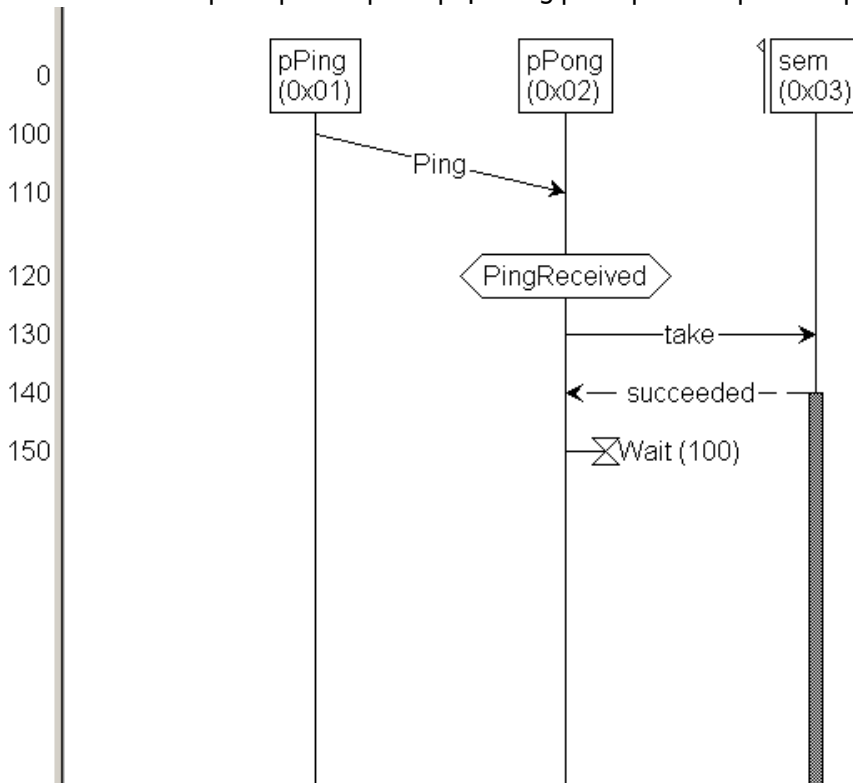 0
pPing
(0x01)
pPong
(0x02)
sem
(0x03)
100
Ping
110
120
PingReceived
130
take
140
succeeded
150
Wait (100)